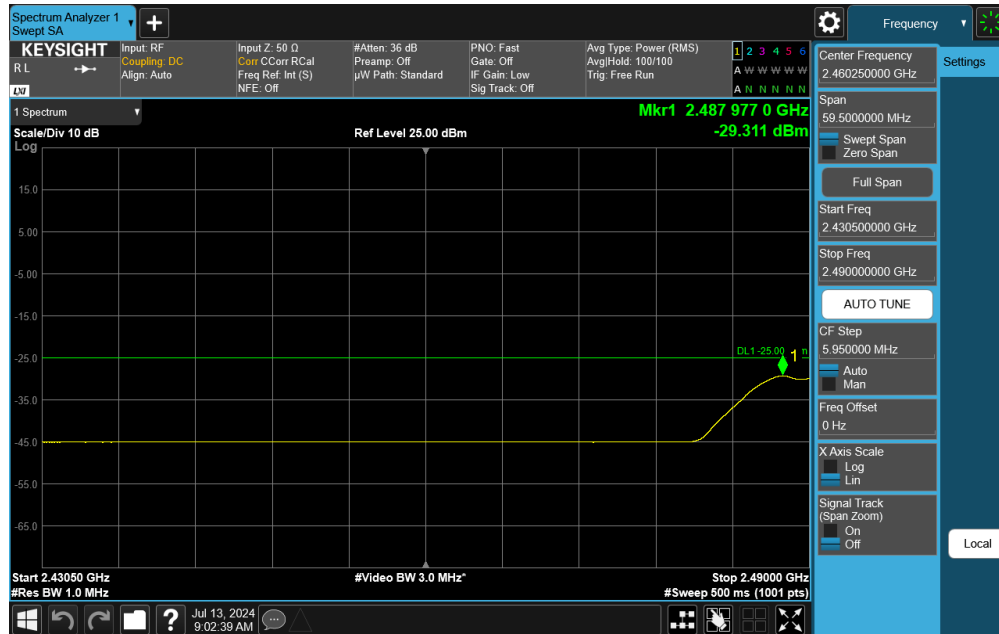 Spectrum Analyzer 1
Swept SA
Frequency
KEYSIGHT
R L
LXI
Input: RF
Coupling: DC
Align: Auto
Input Z: 50 Ω
Corr CCorr RCal
Freq Ref: Int (S)
NFE: Off
#Atten: 36 dB
Preamp: Off
µW Path: Standard
PNO: Fast
Gate: Off
IF Gain: Low
Sig Track: Off
Avg Type: Power (RMS)
Avg|Hold: 100/100
Trig: Free Run
1 2 3 4 5 6
A W W W W W
A N N N N N
1 Spectrum
Scale/Div 10 dB
Log
Ref Level 25.00 dBm
Mkr1 2.487 977 0 GHz
-29.311 dBm
15.0
5.00
-5.00
-15.0
-25.0
-35.0
-45.0
-55.0
-65.0
DL1 -25.00
1
Start 2.43050 GHz
#Res BW 1.0 MHz
#Video BW 3.0 MHz*
Stop 2.49000 GHz
#Sweep 500 ms (1001 pts)
Center Frequency
2.460250000 GHz
Span
59.5000000 MHz
Swept Span
Zero Span
Full Span
Start Freq
2.430500000 GHz
Stop Freq
2.490000000 GHz
AUTO TUNE
CF Step
5.950000 MHz
Auto
Man
Freq Offset
0 Hz
X Axis Scale
Log
Lin
Signal Track
(Span Zoom)
On
Off
Settings
Local
?
Jul 13, 2024
9:02:39 AM